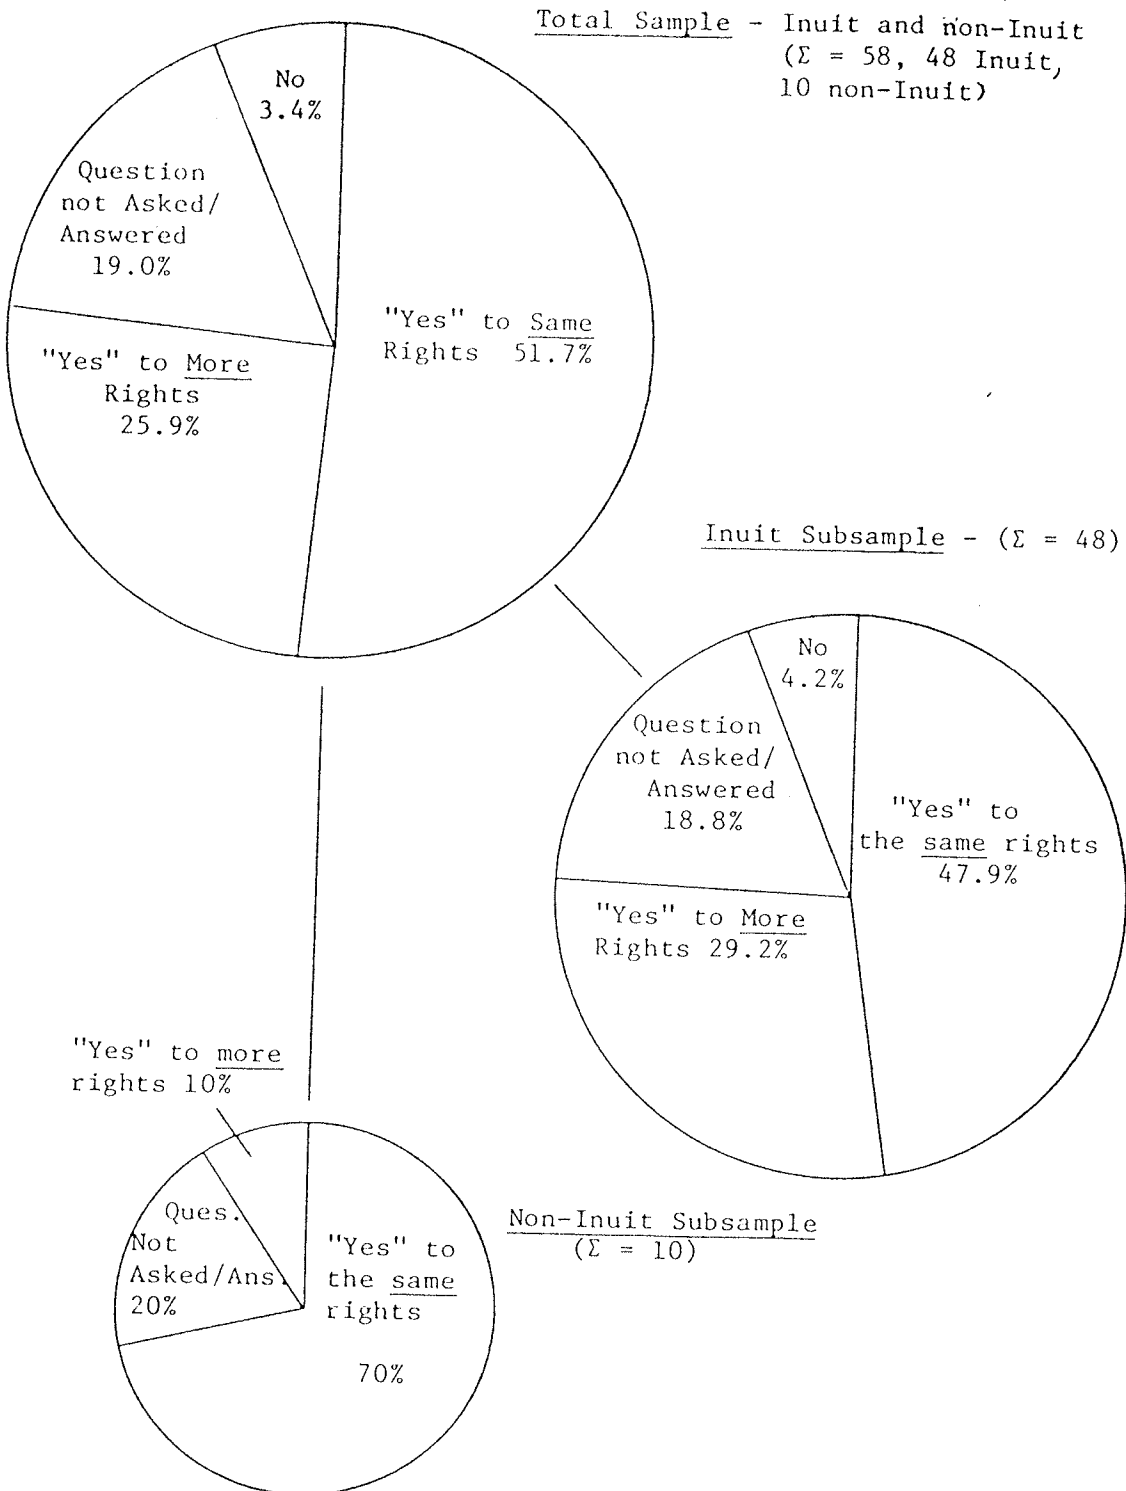 Total Sample - Inuit and non-Inuit
(Σ = 58, 48 Inuit,
10 non-Inuit)
No
3.4%
Question
not Asked/
Answered
19.0%
"Yes" to Same
Rights 51.7%
"Yes" to More
Rights
25.9%
Inuit Subsample - (Σ = 48)
No
4.2%
Question
not Asked/
Answered
18.8%
"Yes" to
the same rights
47.9%
"Yes" to More
Rights 29.2%
"Yes" to more
rights 10%
Ques.
Not
Asked/Ans.
20%
"Yes" to
the same
rights
70%
Non-Inuit Subsample
(Σ = 10)